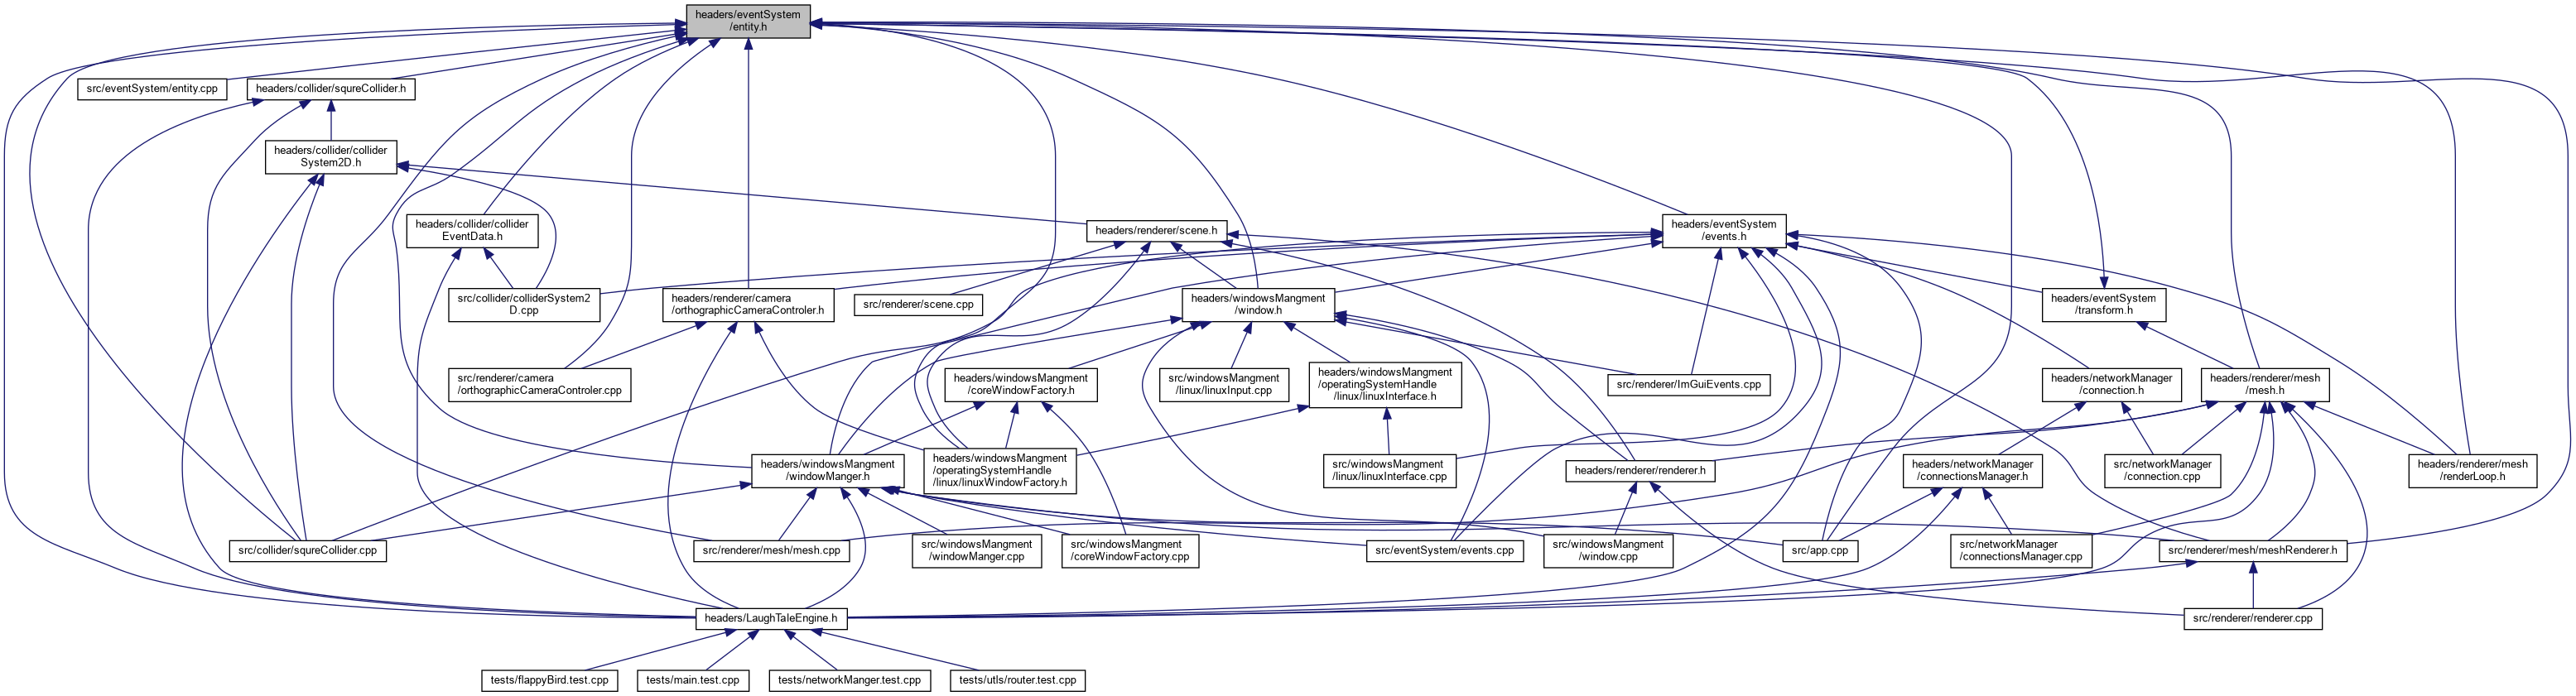 headers/eventSystem
/entity.h
src/eventSystem/entity.cpp
headers/collider/squreCollider.h
headers/collider/collider
System2D.h
headers/collider/collider
EventData.h
headers/renderer/scene.h
headers/eventSystem
/events.h
src/collider/colliderSystem2
D.cpp
headers/renderer/camera
/orthographicCameraControler.h
src/renderer/scene.cpp
headers/windowsMangment
/window.h
headers/eventSystem
/transform.h
src/renderer/camera
/orthographicCameraControler.cpp
headers/windowsMangment
/coreWindowFactory.h
src/windowsMangment
/linux/linuxInput.cpp
headers/windowsMangment
/operatingSystemHandle
/linux/linuxInterface.h
src/renderer/ImGuiEvents.cpp
headers/networkManager
/connection.h
headers/renderer/mesh
/mesh.h
headers/windowsMangment
/windowManger.h
headers/windowsMangment
/operatingSystemHandle
/linux/linuxWindowFactory.h
src/windowsMangment
/linux/linuxInterface.cpp
headers/renderer/renderer.h
headers/networkManager
/connectionsManager.h
src/networkManager
/connection.cpp
headers/renderer/mesh
/renderLoop.h
src/collider/squreCollider.cpp
src/renderer/mesh/mesh.cpp
src/windowsMangment
/windowManger.cpp
src/windowsMangment
/coreWindowFactory.cpp
src/eventSystem/events.cpp
src/windowsMangment
/window.cpp
src/app.cpp
src/networkManager
/connectionsManager.cpp
src/renderer/mesh/meshRenderer.h
headers/LaughTaleEngine.h
src/renderer/renderer.cpp
tests/flappyBird.test.cpp
tests/main.test.cpp
tests/networkManger.test.cpp
tests/utls/router.test.cpp